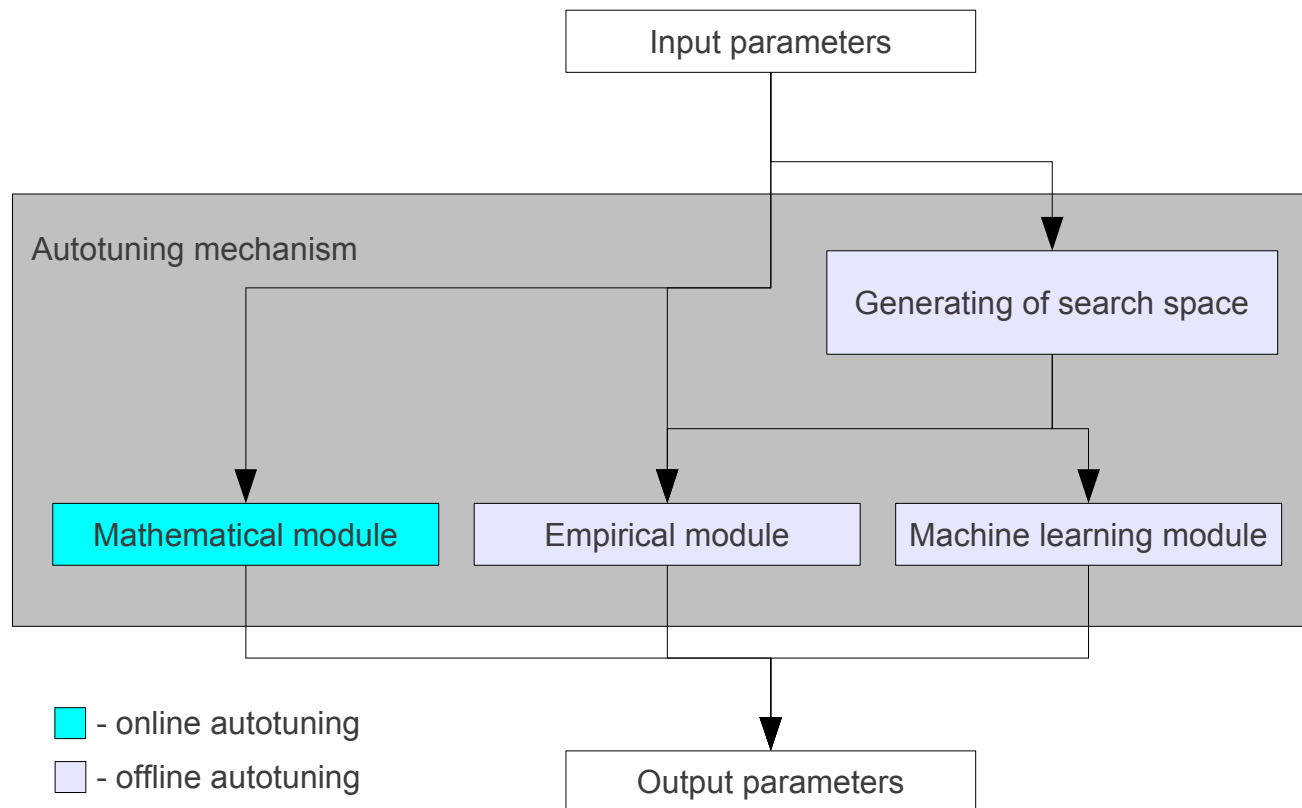 Input parameters
Autotuning mechanism
Generating of search space
Mathematical module
Empirical module
Machine learning module
- online autotuning
- offline autotuning
Output parameters